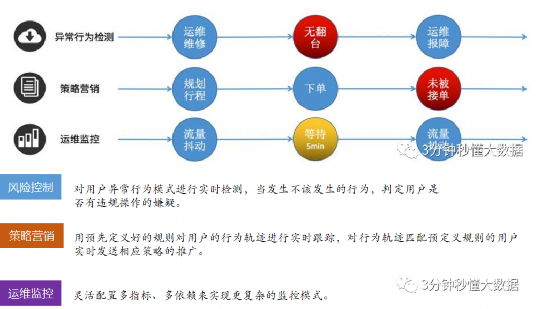 异常行为检测
运维
维修
无翻
台
运维
报障
策略营销
规划
行程
下单
未被
接单
运维监控
流量
抖动
等待
5min
流量
抖动
3分钟秒懂大数据
风险控制
对用户异常行为模式进行实时检测，当发生不该发生的行为，判定用户是
否有违规操作的嫌疑。
策略营销
用预先定义好的规则对用户的行为轨迹进行实时跟踪，对行为轨迹匹配预定义规则的用户
实时发送相应策略的推广。
运维监控
灵活配置多指标、多依赖来实现更复杂的监控模式。
3分钟秒懂大数据